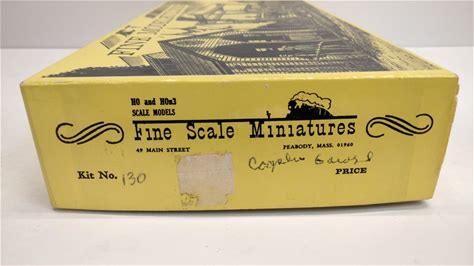 HO and HOn3
SCALE MODELS
Fine Scale Miniatures
49 MAIN STREET PEABODY, MASS. 01960
Kit No. 130
PRICE